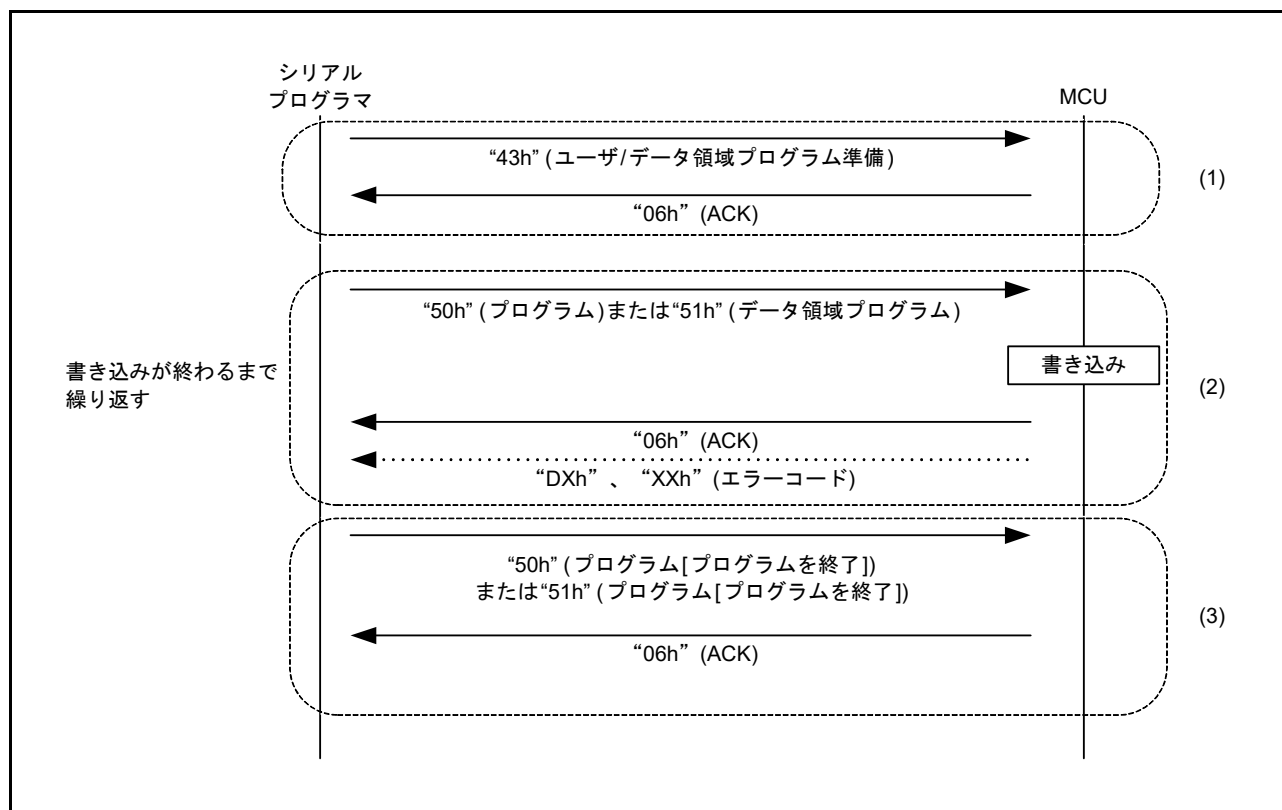 シリアル
プログラマ
MCU
“43h” (ユーザ/データ領域プログラム準備)
“06h” (ACK)
(1)
“50h” (プログラム)または“51h” (データ領域プログラム)
書き込み
書き込みが終わるまで
繰り返す
(2)
“06h” (ACK)
“DXh” 、 “XXh” (エラーコード)
“50h” (プログラム[プログラムを終了])
または“51h” (プログラム[プログラムを終了])
(3)
“06h” (ACK)